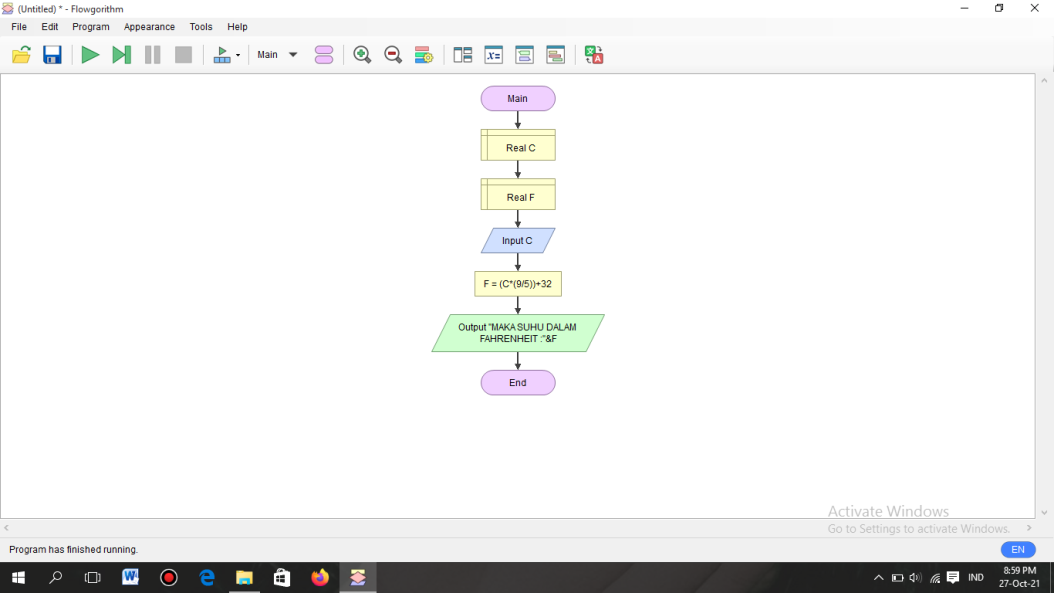 (Untitled) * - Flowgorithm
File Edit Program Appearance Tools Help
Main
Main
Real C
Real F
Input C
F = (C*(9/5))+32
Output "MAKA SUHU DALAM
FAHRENHEIT :"&F
End
Activate Windows
Go to Settings to activate Windows.
Program has finished running.
EN
IND
8:59 PM
27-Oct-21